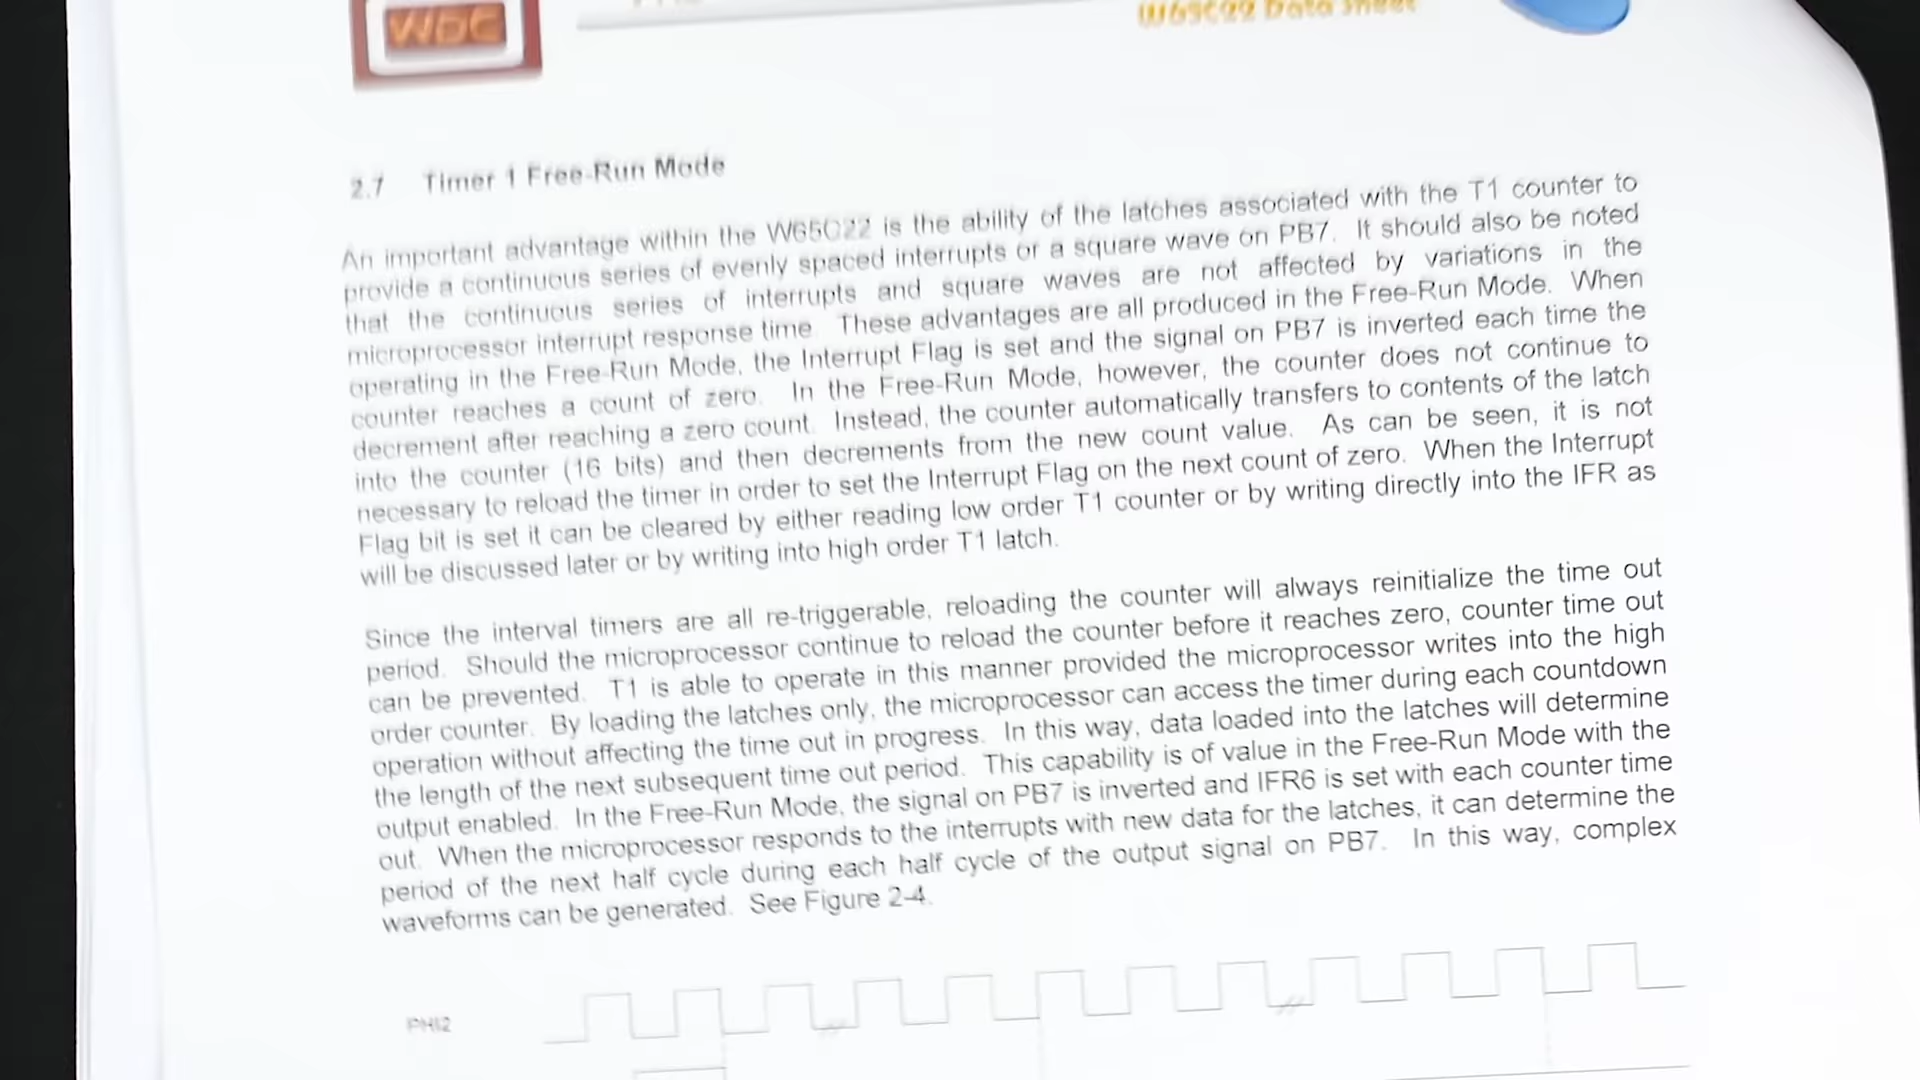 WDC
W65C22 Data Sheet
2.7 Timer 1 Free-Run Mode
An important advantage within the W65C22 is the ability of the latches associated with the T1 counter to
provide a continuous series of evenly spaced interrupts or a square wave on PB7. It should also be noted
that the continuous series of interrupts and square waves are not affected by variations in the
microprocessor interrupt response time. These advantages are all produced in the Free-Run Mode. When
operating in the Free-Run Mode, the Interrupt Flag is set and the signal on PB7 is inverted each time the
counter reaches a count of zero. In the Free-Run Mode, however, the counter does not continue to
decrement after reaching a zero count. Instead, the counter automatically transfers to contents of the latch
into the counter (16 bits) and then decrements from the new count value. As can be seen, it is not
necessary to reload the timer in order to set the Interrupt Flag on the next count of zero. When the Interrupt
Flag bit is set it can be cleared by either reading low order T1 counter or by writing directly into the IFR as
will be discussed later or by writing into high order T1 latch.
Since the interval timers are all re-triggerable, reloading the counter will always reinitialize the time out
period. Should the microprocessor continue to reload the counter before it reaches zero, counter time out
can be prevented. T1 is able to operate in this manner provided the microprocessor writes into the high
order counter. By loading the latches only, the microprocessor can access the timer during each countdown
operation without affecting the time out in progress. In this way, data loaded into the latches will determine
the length of the next subsequent time out period. This capability is of value in the Free-Run Mode with the
output enabled. In the Free-Run Mode, the signal on PB7 is inverted and IFR6 is set with each counter time
out. When the microprocessor responds to the interrupts with new data for the latches, it can determine the
period of the next half cycle during each half cycle of the output signal on PB7. In this way, complex
waveforms can be generated. See Figure 2-4.
PHI2